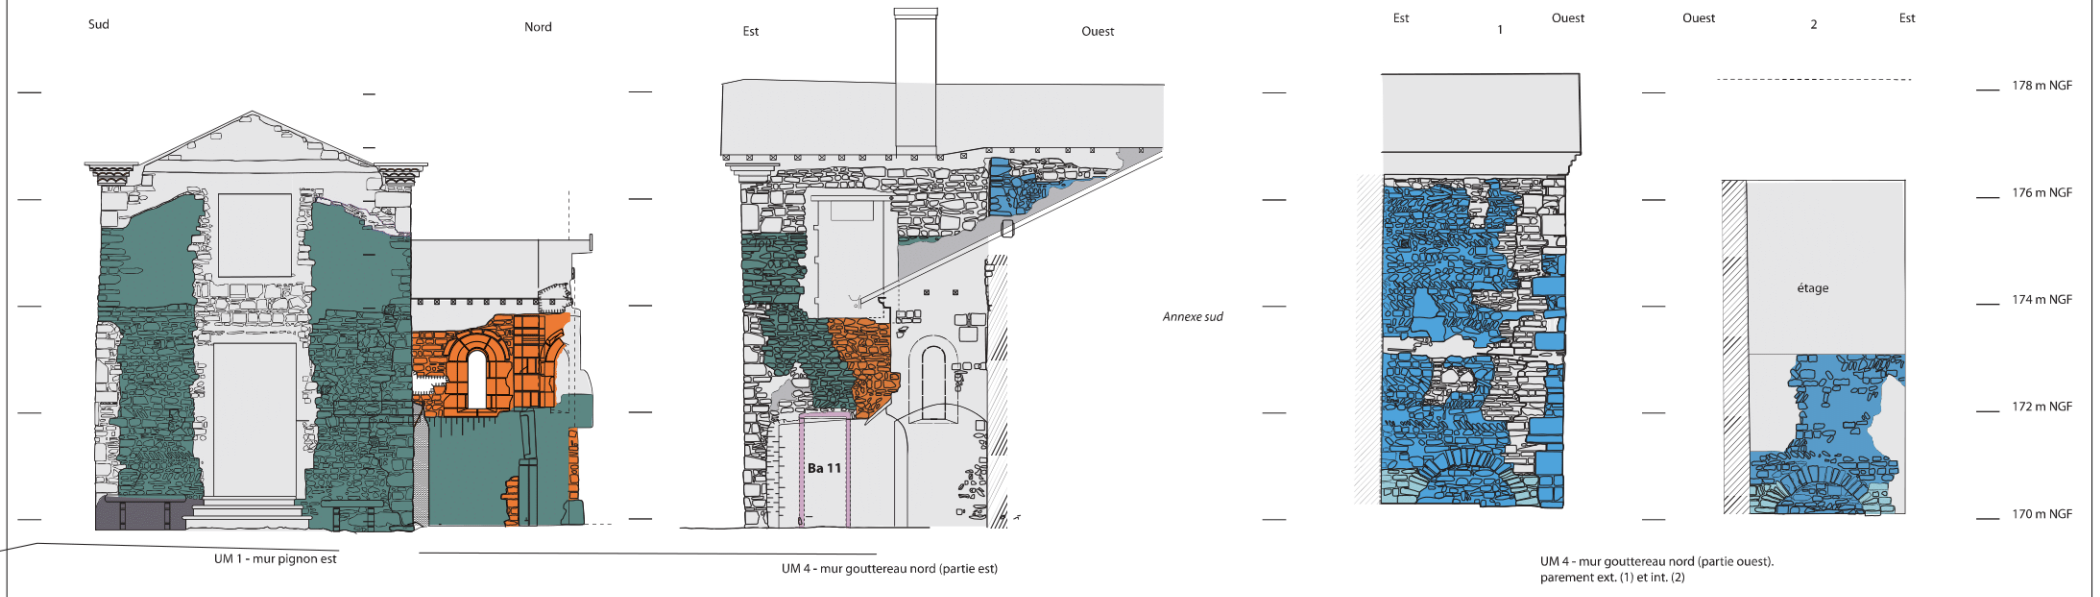 Sud
Nord
Est
Ouest
Est
1
Ouest
Ouest
2
Est
178 m NGF
176 m NGF
174 m NGF
172 m NGF
170 m NGF
étage
Annexe sud
Ba 11
UM 1 - mur pignon est
UM 4 - mur gouttereau nord (partie est)
UM 4 - mur gouttereau nord (partie ouest).
parement ext. (1) et int. (2)